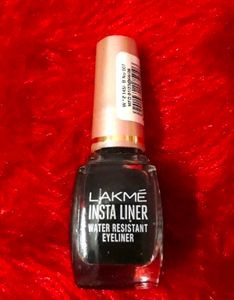 LAKMÉ
INSTA LINER
WATER RESISTANT
EYELINER